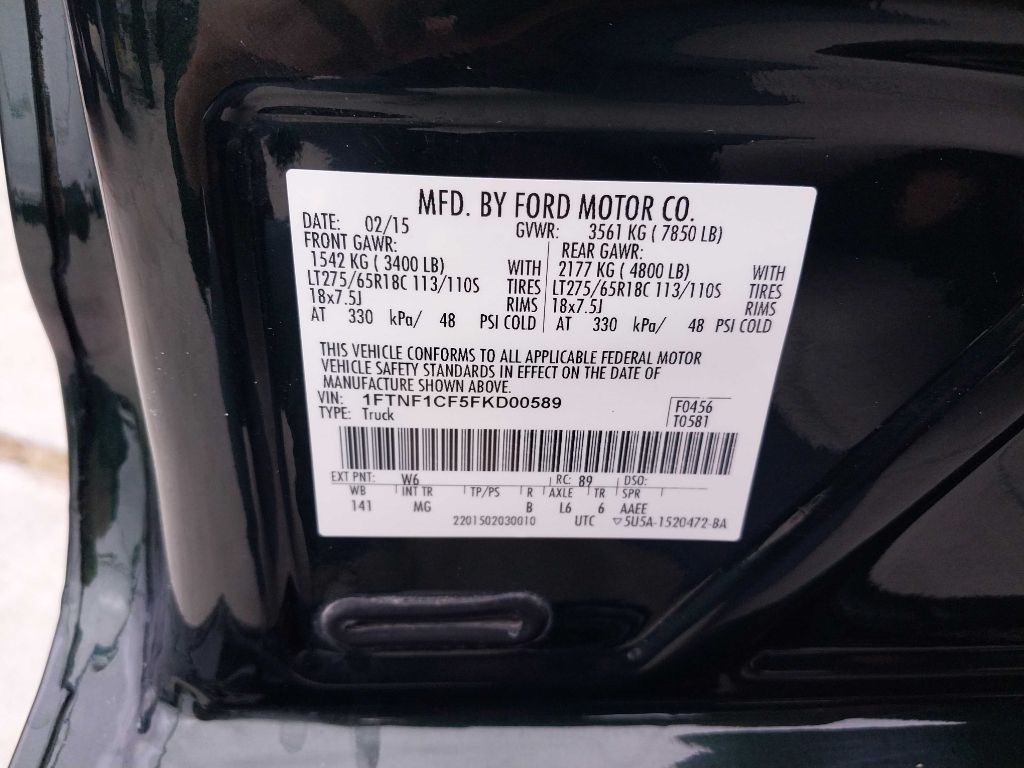 MFD. BY FORD MOTOR CO.
DATE: 02/15 GVWR: 3561 KG ( 7850 LB)
FRONT GAWR: REAR GAWR:
1542 KG ( 3400 LB) WITH 2177 KG ( 4800 LB) WITH
LT275/65R18C 113/110S TIRES LT275/65R18C 113/110S TIRES
18x7.5J RIMS 18x7.5J RIMS
AT 330 kPa/ 48 PSI COLD AT 330 kPa/ 48 PSI COLD
THIS VEHICLE CONFORMS TO ALL APPLICABLE FEDERAL MOTOR
VEHICLE SAFETY STANDARDS IN EFFECT ON THE DATE OF
MANUFACTURE SHOWN ABOVE.
VIN: 1FTNF1CF5FKD00589 F0456
TYPE: Truck T0581
EXT PNT: W6 RC: 89 DSO:
WB INT TR TP/PS R AXLE TR SPR
141 MG B L6 6 AAEE
2201502030010 UTC ▽5U5A-1520472-BA